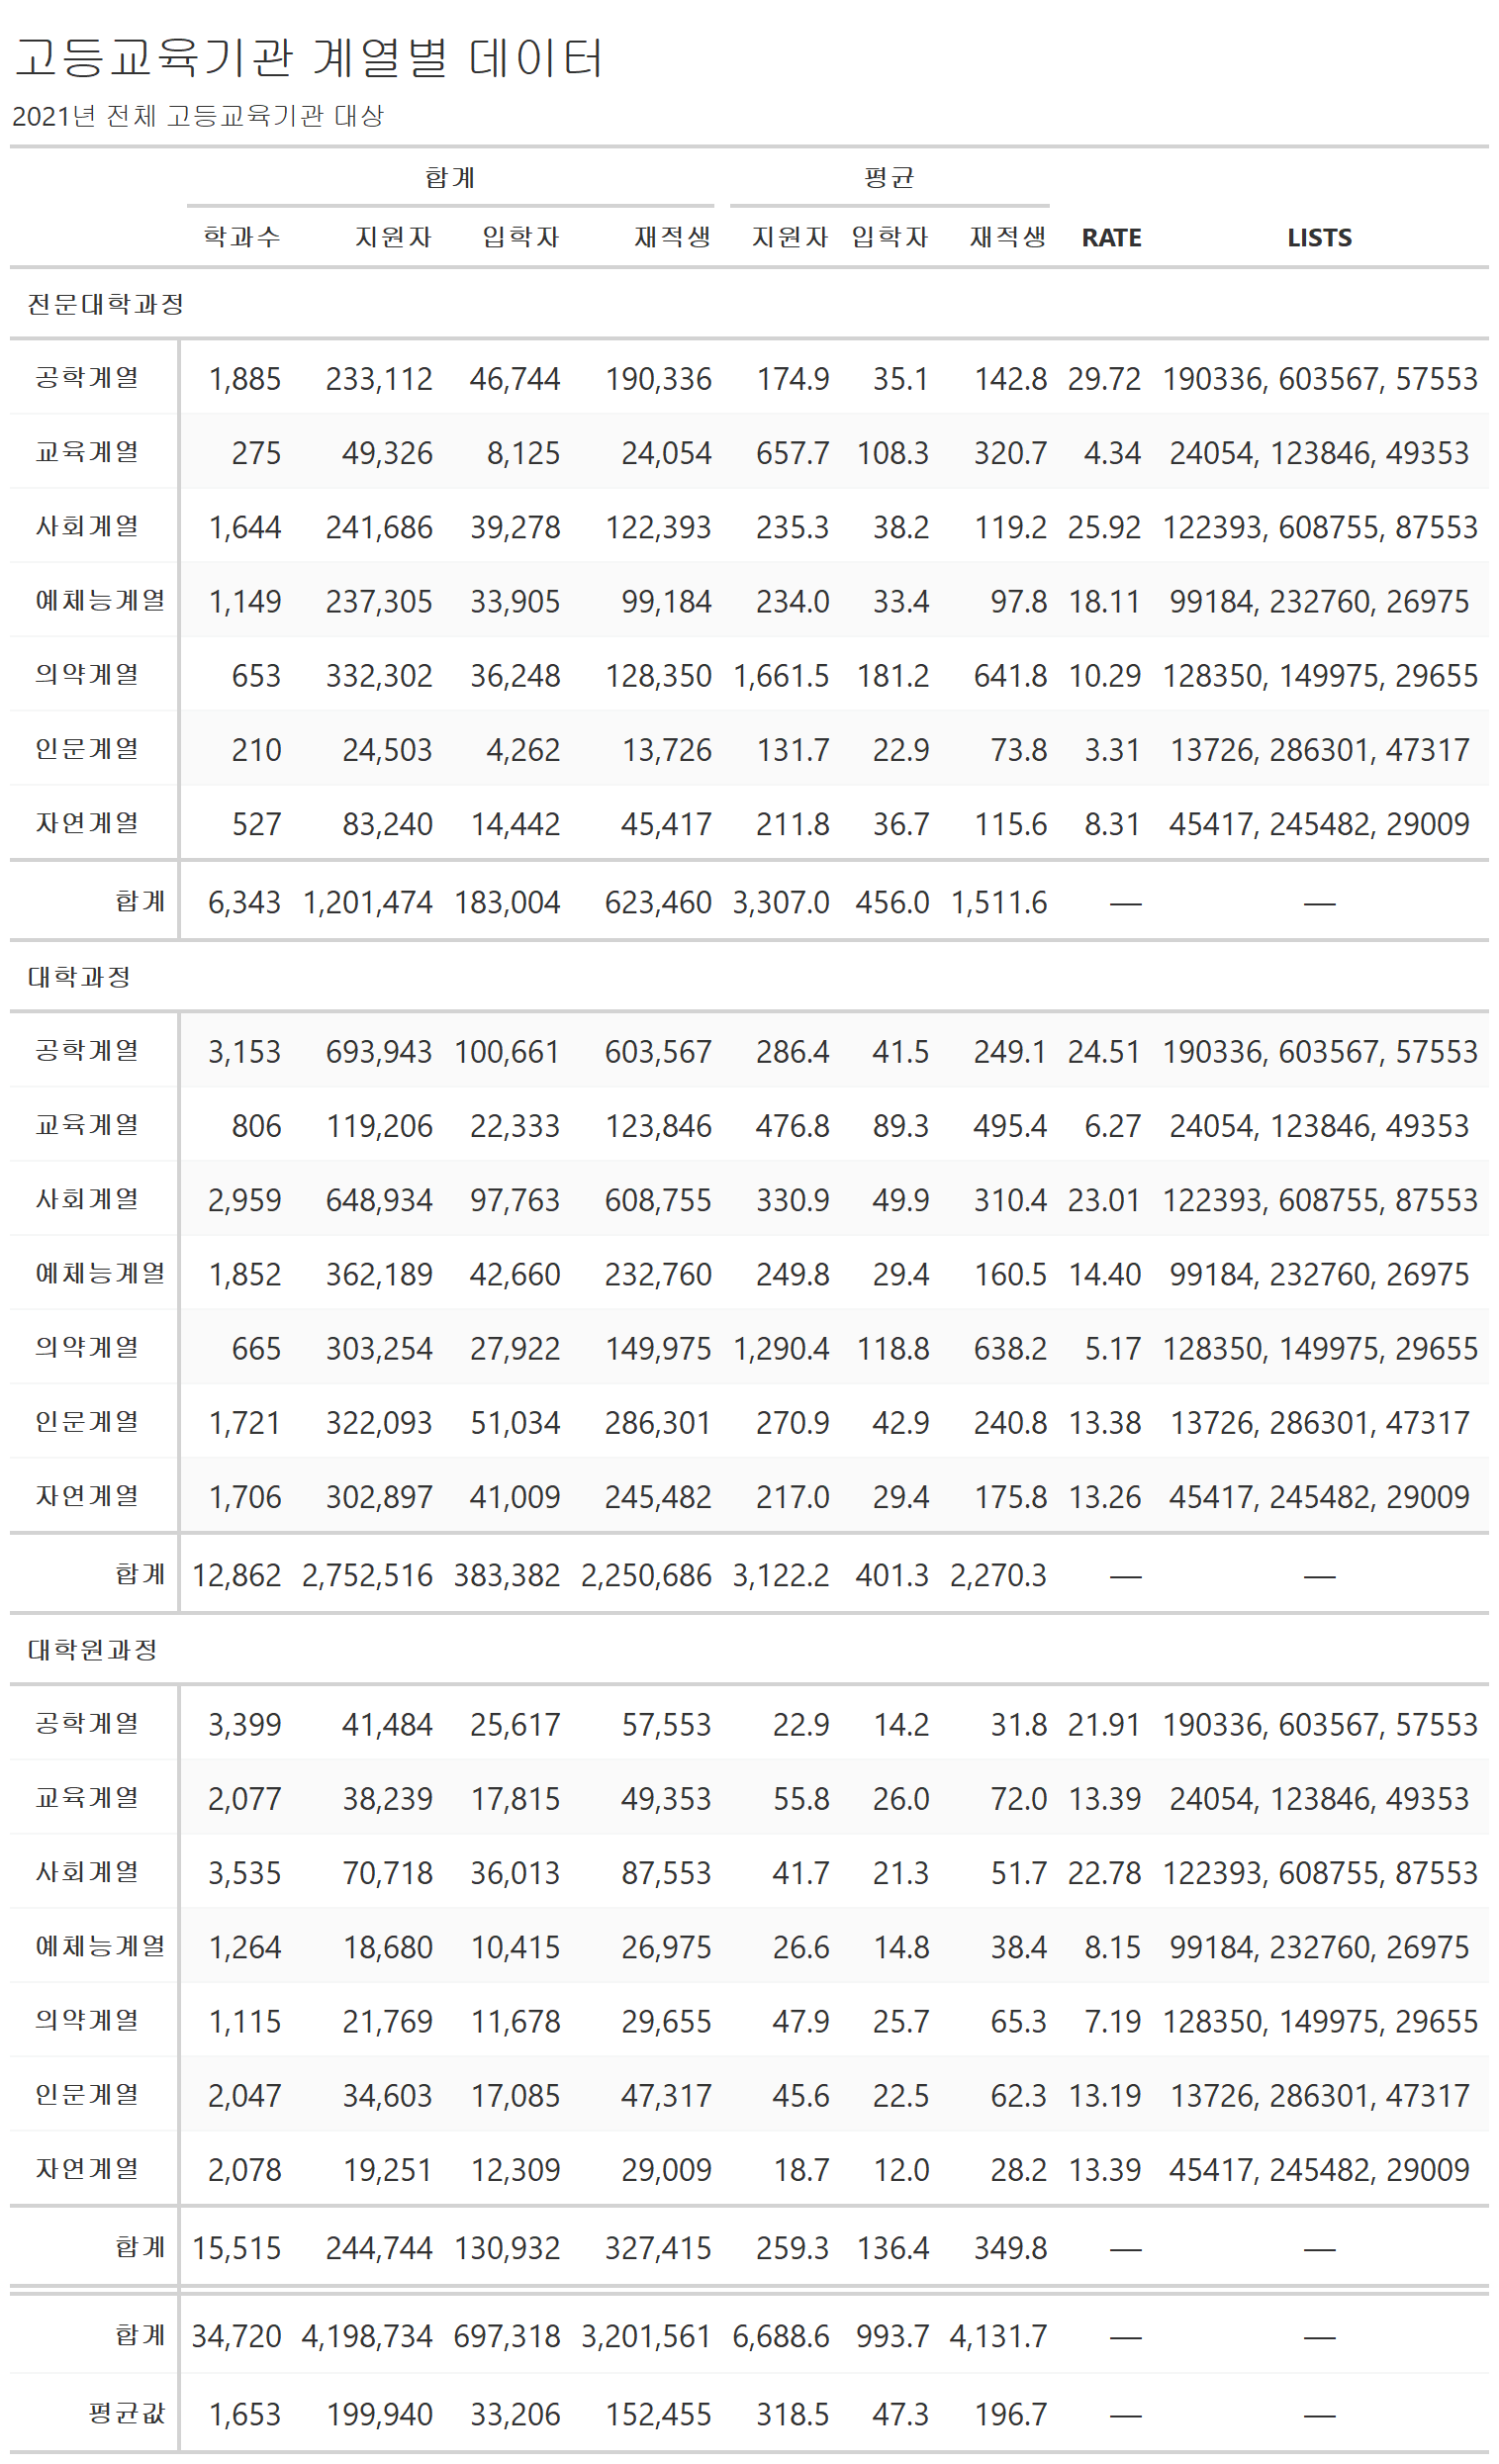 고등교육기관 계열별 데이터
2021년 전체 고등교육기관 대상
합계 평균
학과수 지원자 입학자 재적생 지원자 입학자 재적생 RATE LISTS
전문대학과정
공학계열 1,885 233,112 46,744 190,336 174.9 35.1 142.8 29.72 190336, 603567, 57553
교육계열 275 49,326 8,125 24,054 657.7 108.3 320.7 4.34 24054, 123846, 49353
사회계열 1,644 241,686 39,278 122,393 235.3 38.2 119.2 25.92 122393, 608755, 87553
예체능계열 1,149 237,305 33,905 99,184 234.0 33.4 97.8 18.11 99184, 232760, 26975
의약계열 653 332,302 36,248 128,350 1,661.5 181.2 641.8 10.29 128350, 149975, 29655
인문계열 210 24,503 4,262 13,726 131.7 22.9 73.8 3.31 13726, 286301, 47317
자연계열 527 83,240 14,442 45,417 211.8 36.7 115.6 8.31 45417, 245482, 29009
합계 6,343 1,201,474 183,004 623,460 3,307.0 456.0 1,511.6 — —
대학과정
공학계열 3,153 693,943 100,661 603,567 286.4 41.5 249.1 24.51 190336, 603567, 57553
교육계열 806 119,206 22,333 123,846 476.8 89.3 495.4 6.27 24054, 123846, 49353
사회계열 2,959 648,934 97,763 608,755 330.9 49.9 310.4 23.01 122393, 608755, 87553
예체능계열 1,852 362,189 42,660 232,760 249.8 29.4 160.5 14.40 99184, 232760, 26975
의약계열 665 303,254 27,922 149,975 1,290.4 118.8 638.2 5.17 128350, 149975, 29655
인문계열 1,721 322,093 51,034 286,301 270.9 42.9 240.8 13.38 13726, 286301, 47317
자연계열 1,706 302,897 41,009 245,482 217.0 29.4 175.8 13.26 45417, 245482, 29009
합계 12,862 2,752,516 383,382 2,250,686 3,122.2 401.3 2,270.3 — —
대학원과정
공학계열 3,399 41,484 25,617 57,553 22.9 14.2 31.8 21.91 190336, 603567, 57553
교육계열 2,077 38,239 17,815 49,353 55.8 26.0 72.0 13.39 24054, 123846, 49353
사회계열 3,535 70,718 36,013 87,553 41.7 21.3 51.7 22.78 122393, 608755, 87553
예체능계열 1,264 18,680 10,415 26,975 26.6 14.8 38.4 8.15 99184, 232760, 26975
의약계열 1,115 21,769 11,678 29,655 47.9 25.7 65.3 7.19 128350, 149975, 29655
인문계열 2,047 34,603 17,085 47,317 45.6 22.5 62.3 13.19 13726, 286301, 47317
자연계열 2,078 19,251 12,309 29,009 18.7 12.0 28.2 13.39 45417, 245482, 29009
합계 15,515 244,744 130,932 327,415 259.3 136.4 349.8 — —
합계 34,720 4,198,734 697,318 3,201,561 6,688.6 993.7 4,131.7 — —
평균값 1,653 199,940 33,206 152,455 318.5 47.3 196.7 — —